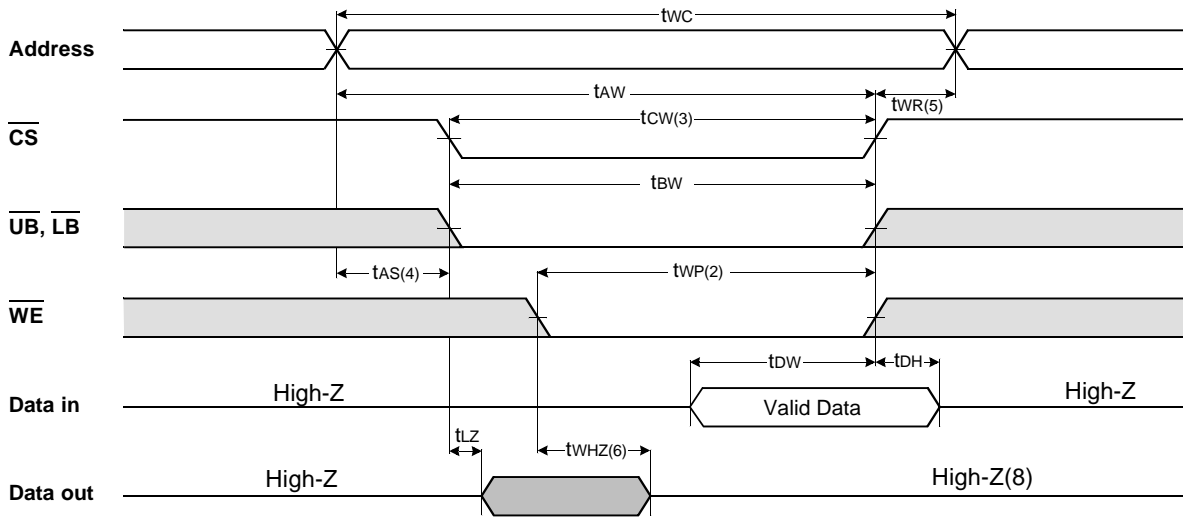 tWC
Address
tAW
tWR(5)
CS
tCW(3)
tBW
UB, LB
tAS(4)
tWP(2)
WE
tDW
tDH
Data in
High-Z
Valid Data
High-Z
tLZ
tWHZ(6)
Data out
High-Z
High-Z(8)